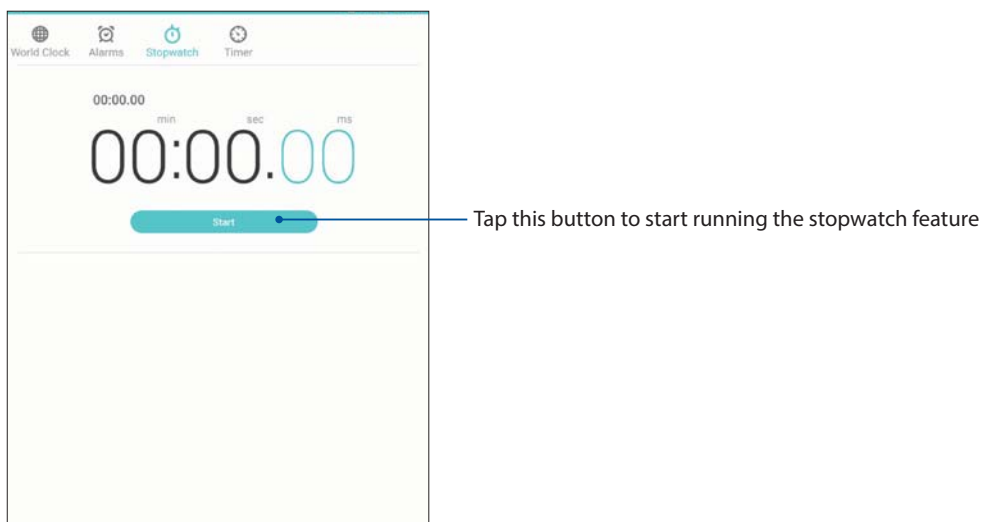 World Clock Alarms Stopwatch Timer
00:00.00
min sec ms
00:00.00
Start
Tap this button to start running the stopwatch feature